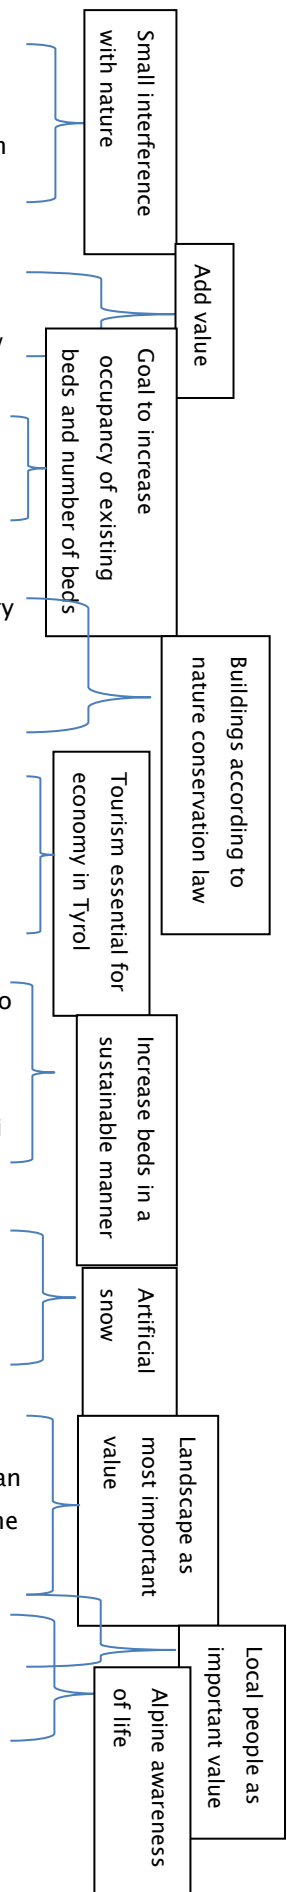 Small interference
with nature
Add value
Goal to increase
occupancy of existing
beds and number of beds
Buildings according to
nature conservation law
Tourism essential for
economy in Tyrol
Increase beds in a
sustainable manner
Artificial
snow
Landscape as
most important
value
Local people as
important value
Alpine awareness
of life